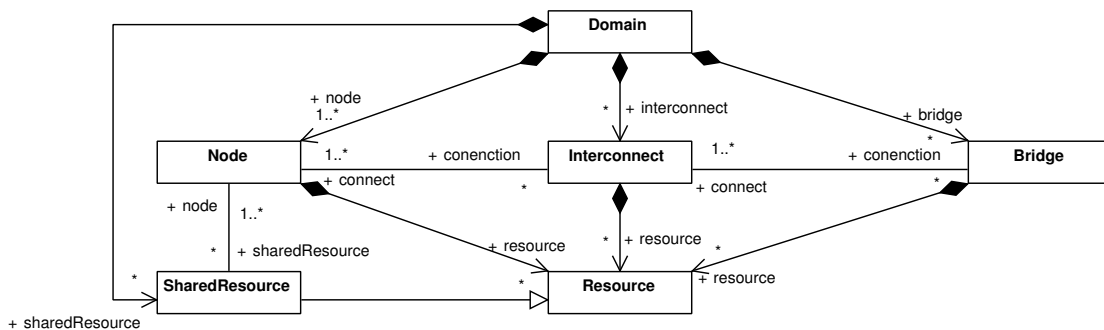 Domain
+ node
1..*
*
+ interconnect
+ bridge
*
Node
1..*
+ conenction
Interconnect
1..*
+ conenction
Bridge
+ connect
*
+ connect
*
+ node
1..*
*
+ sharedResource
+ resource
*
+ resource
*
*
SharedResource
*
Resource
+ resource
+ sharedResource